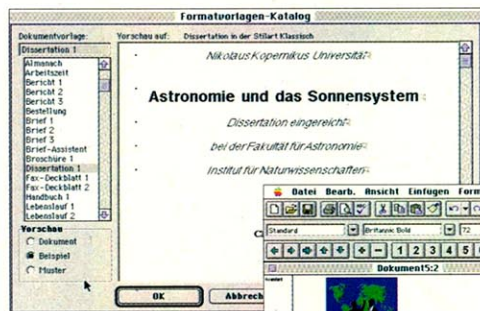 Formatvorlagen-Katalog
Dokumentvorlage:
Dissertation 1
Almanach
Arbeitszeit
Bericht 1
Bericht 2
Bericht 3
Bestellung
Brief 1
Brief 2
Brief 3
Brief-Assistent
Broschüre 1
Dissertation 1
Fax-Deckblatt 1
Fax-Deckblatt 2
Handbuch 1
Lebenslauf 1
Lebenslauf 2
Vorschau
Dokument
Beispiel
Muster
Vorschau auf: Dissertation in der Stilart Klassisch
Nikolaus Kopernikus Universität
Astronomie und das Sonnensystem
Dissertation eingereicht
bei der Fakultät für Astronomie
Institut für Naturwissenschaften
OK
Abbrech
Datei Bearb. Ansicht Einfügen Form
Standard Britannic Bold 72
1 2 3 4 5 6
Dokument5:2